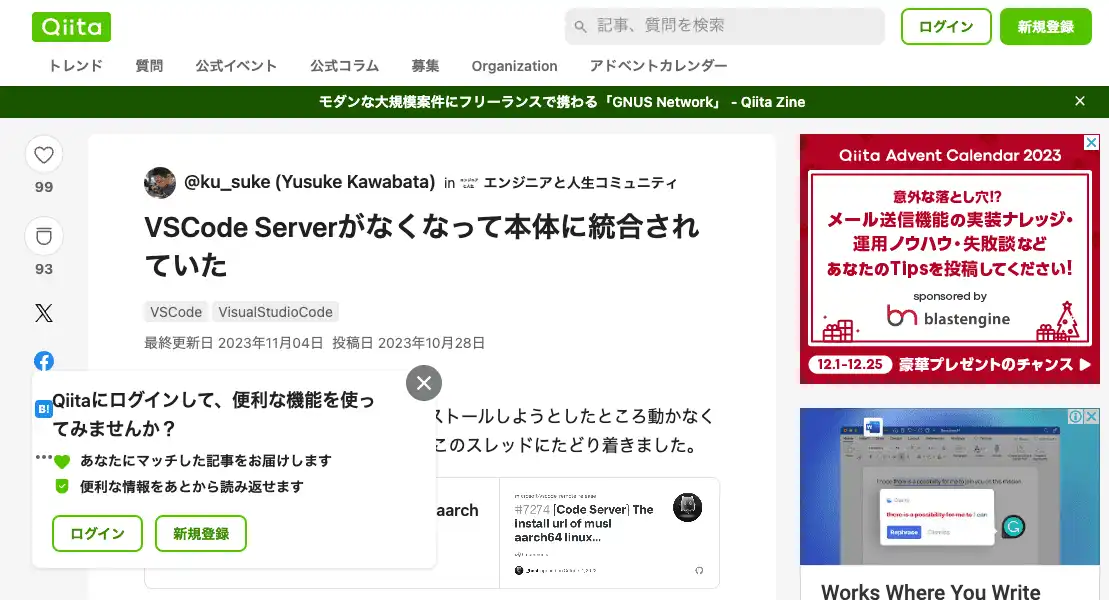 Qiita
記事、質問を検索
ログイン
新規登録
トレンド
質問
公式イベント
公式コラム
募集
Organization
アドベントカレンダー
モダンな大規模案件にフリーランスで携わる「GNUS Network」 - Qiita Zine
99
93
@ku_suke (Yusuke Kawabata) in エンジニアと人生コミュニティ
VSCode Serverがなくなって本体に統合され
ていた
VSCode VisualStudioCode
最終更新日 2023年11月04日 投稿日 2023年10月28日
ストールしようとしたところ動かなく
このスレッドにたどり着きました。
aarch
microsoft/vscode-remote-release
#7274 [Code Server] The
install url of musl
aarch64 linux...
B!
Qiitaにログインして、便利な機能を使っ
てみませんか？
あなたにマッチした記事をお届けします
便利な情報をあとから読み返せます
ログイン
新規登録
Qiita Advent Calendar 2023
意外な落とし穴!?
メール送信機能の実装ナレッジ・
運用ノウハウ・失敗談など
あなたのTipsを投稿してください!
sponsored by
bn blastengine
12.1-12.25 豪華プレゼントのチャンス
there is a possibility for me to
Rephrase
Works Where You Write